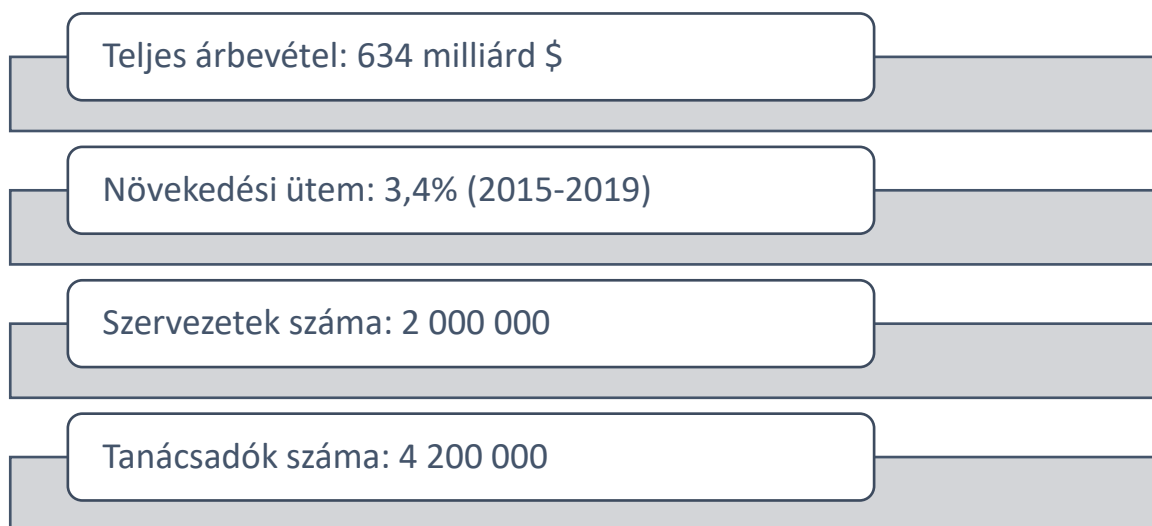 Teljes árbevétel: 634 milliárd $
Növekedési ütem: 3,4% (2015-2019)
Szervezetek száma: 2 000 000
Tanácsadók száma: 4 200 000